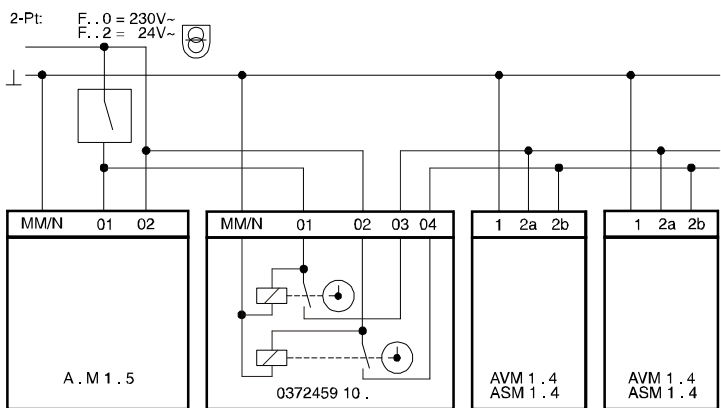 2-Pt: F . . 0 = 230V~
F . . 2 = 24V~
MM/N 01 02
MM/N 01 02 03 04
1 2a 2b
1 2a 2b
A . M 1 . 5
0372459 10 .
AVM 1 . 4
ASM 1 . 4
AVM 1 . 4
ASM 1 . 4